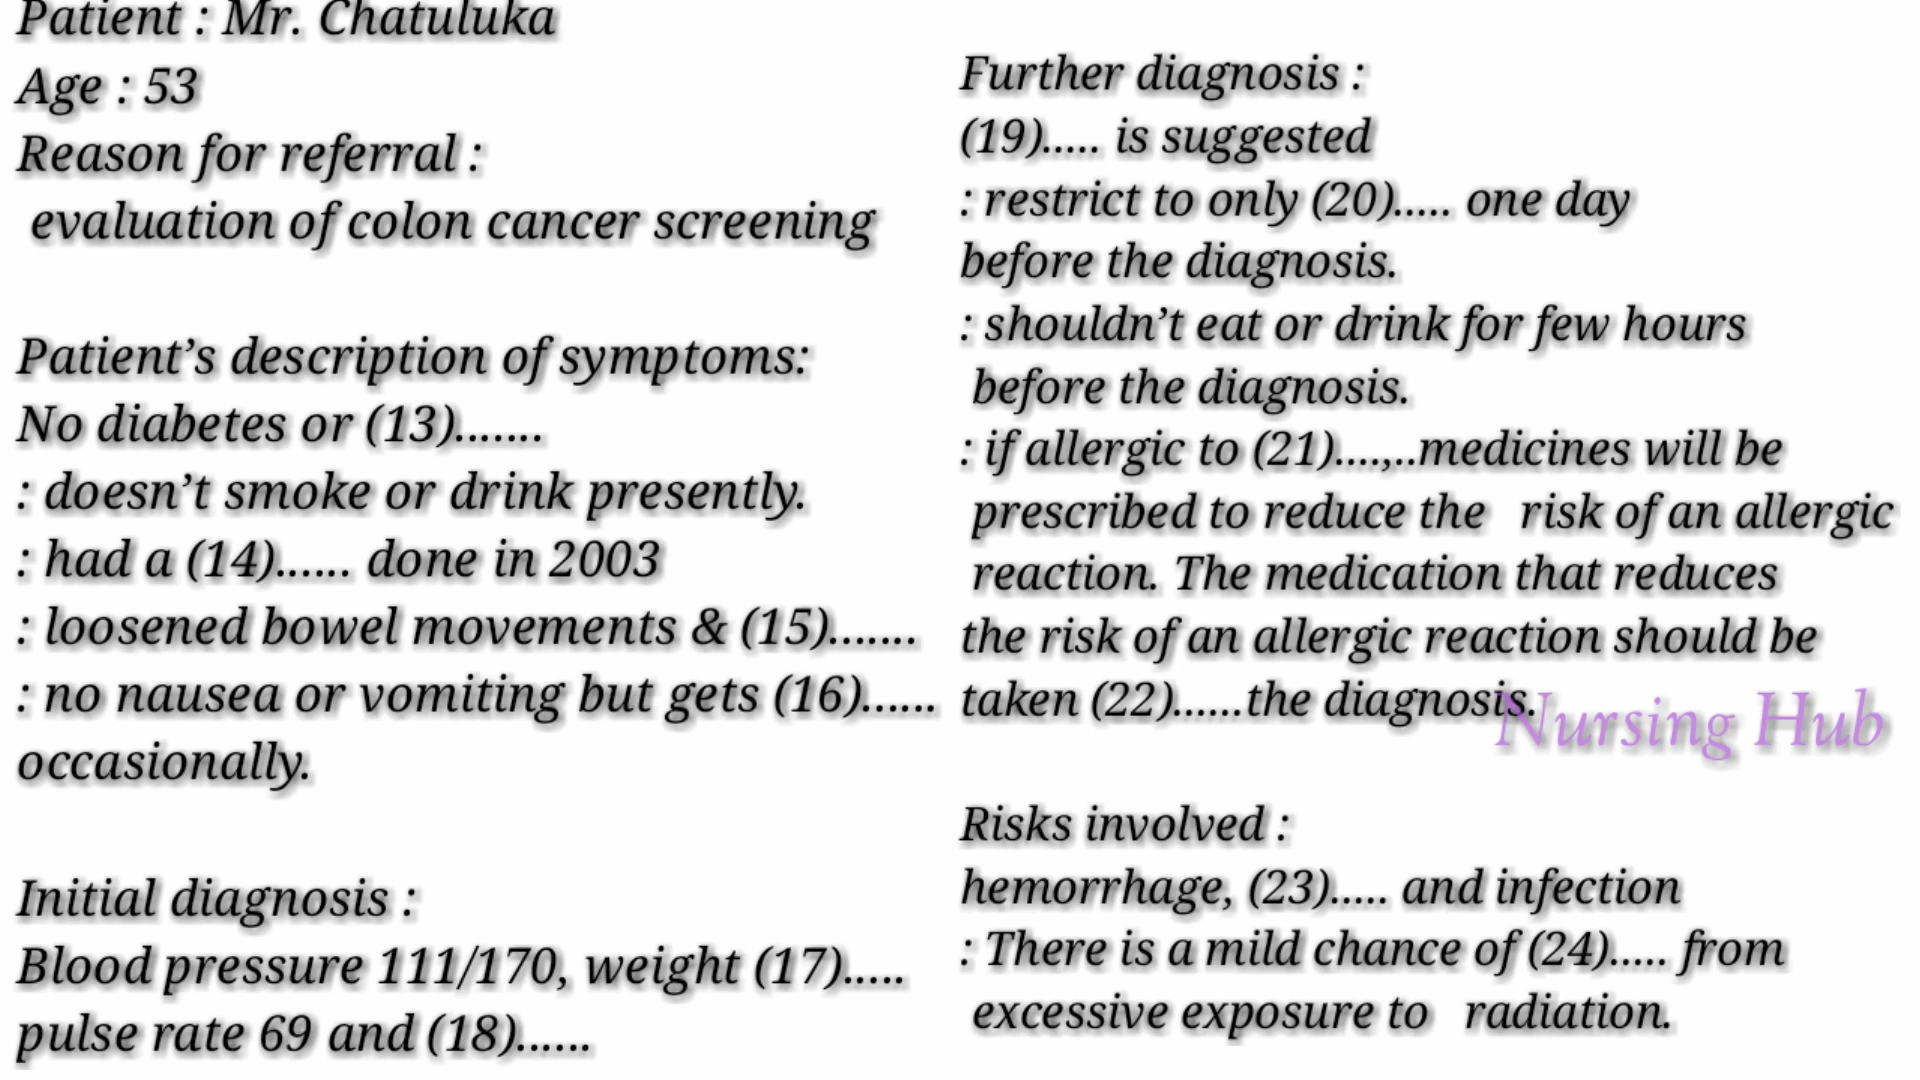 Patient : Mr. Chatuluka
Age : 53
Reason for referral :
evaluation of colon cancer screening
Patient’s description of symptoms:
No diabetes or (13).......
: doesn’t smoke or drink presently.
: had a (14)...... done in 2003
: loosened bowel movements & (15).......
: no nausea or vomiting but gets (16)......
occasionally.
Initial diagnosis :
Blood pressure 111/170, weight (17).....
pulse rate 69 and (18)......
Further diagnosis :
(19)..... is suggested
: restrict to only (20)..... one day
before the diagnosis.
: shouldn’t eat or drink for few hours
before the diagnosis.
: if allergic to (21)....,..medicines will be
prescribed to reduce the risk of an allergic
reaction. The medication that reduces
the risk of an allergic reaction should be
taken (22)......the diagnosis.
Nursing Hub
Risks involved :
hemorrhage, (23)..... and infection
: There is a mild chance of (24)..... from
excessive exposure to radiation.